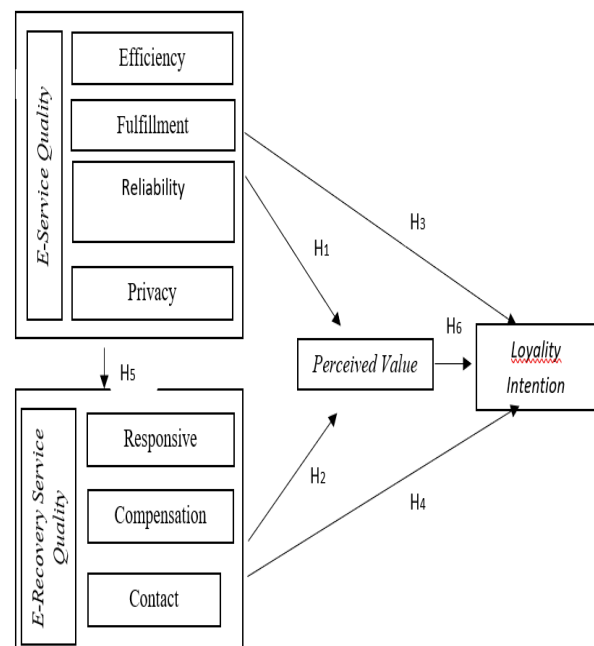 E-Service Quality
Efficiency
Fulfillment
Reliability
Privacy
H3
H1
H5
Perceived Value
H6
Loyality
Intention
E-Recovery Service
Quality
Responsive
Compensation
Contact
H2
H4